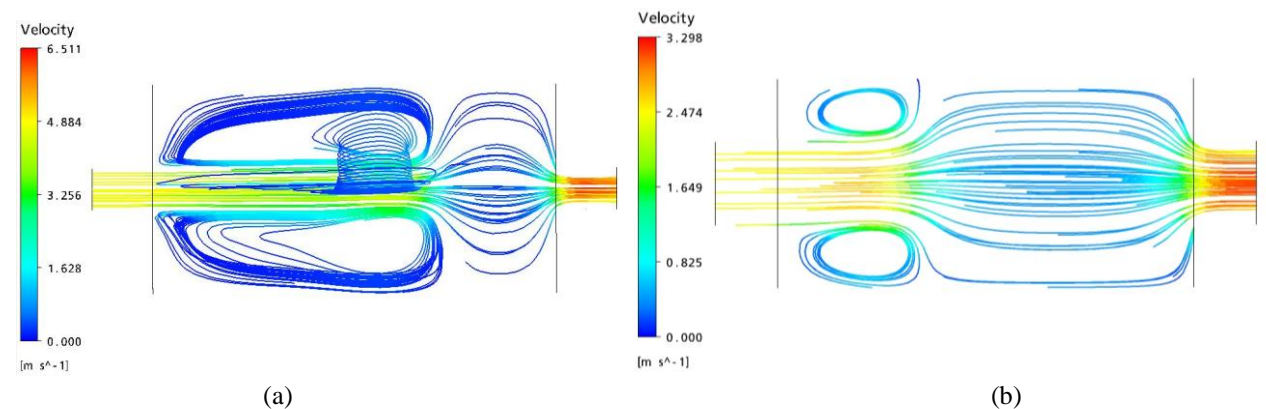 Velocity
6.511
4.884
3.256
1.628
0.000
[m s^-1]
(a)
Velocity
3.298
2.474
1.649
0.825
0.000
[m s^-1]
(b)